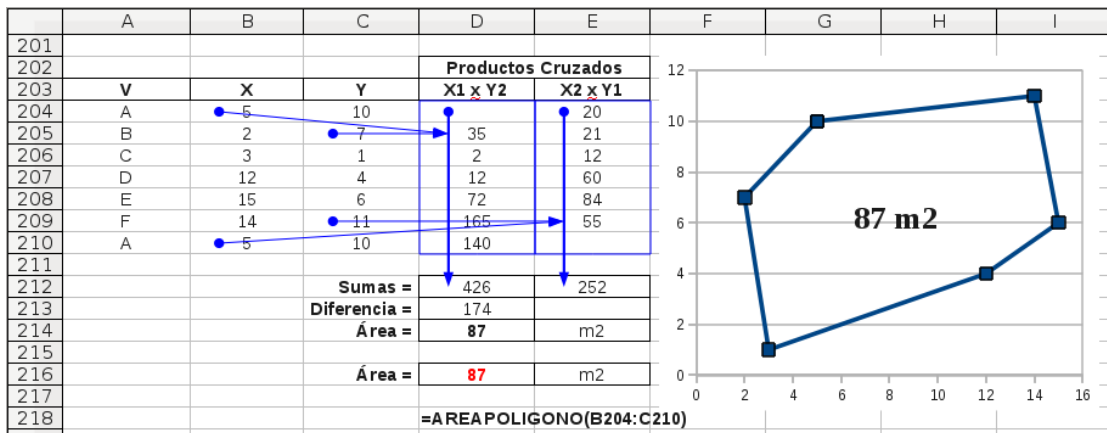 A B C D E F G H I
201
202 Productos Cruzados
203 V X Y X1 x Y2 X2 x Y1
204 A 5 10 20
205 B 2 7 35 21
206 C 3 1 2 12
207 D 12 4 12 60
208 E 15 6 72 84
209 F 14 11 165 55
210 A 5 10 140
211
212 Sumas = 426 252
213 Diferencia = 174
214 Área = 87 m2
215
216 Área = 87 m2
217
218 =AREAPOLIGONO(B204:C210)
12
10
8
6
4
2
0
87 m2
0 2 4 6 8 10 12 14 16